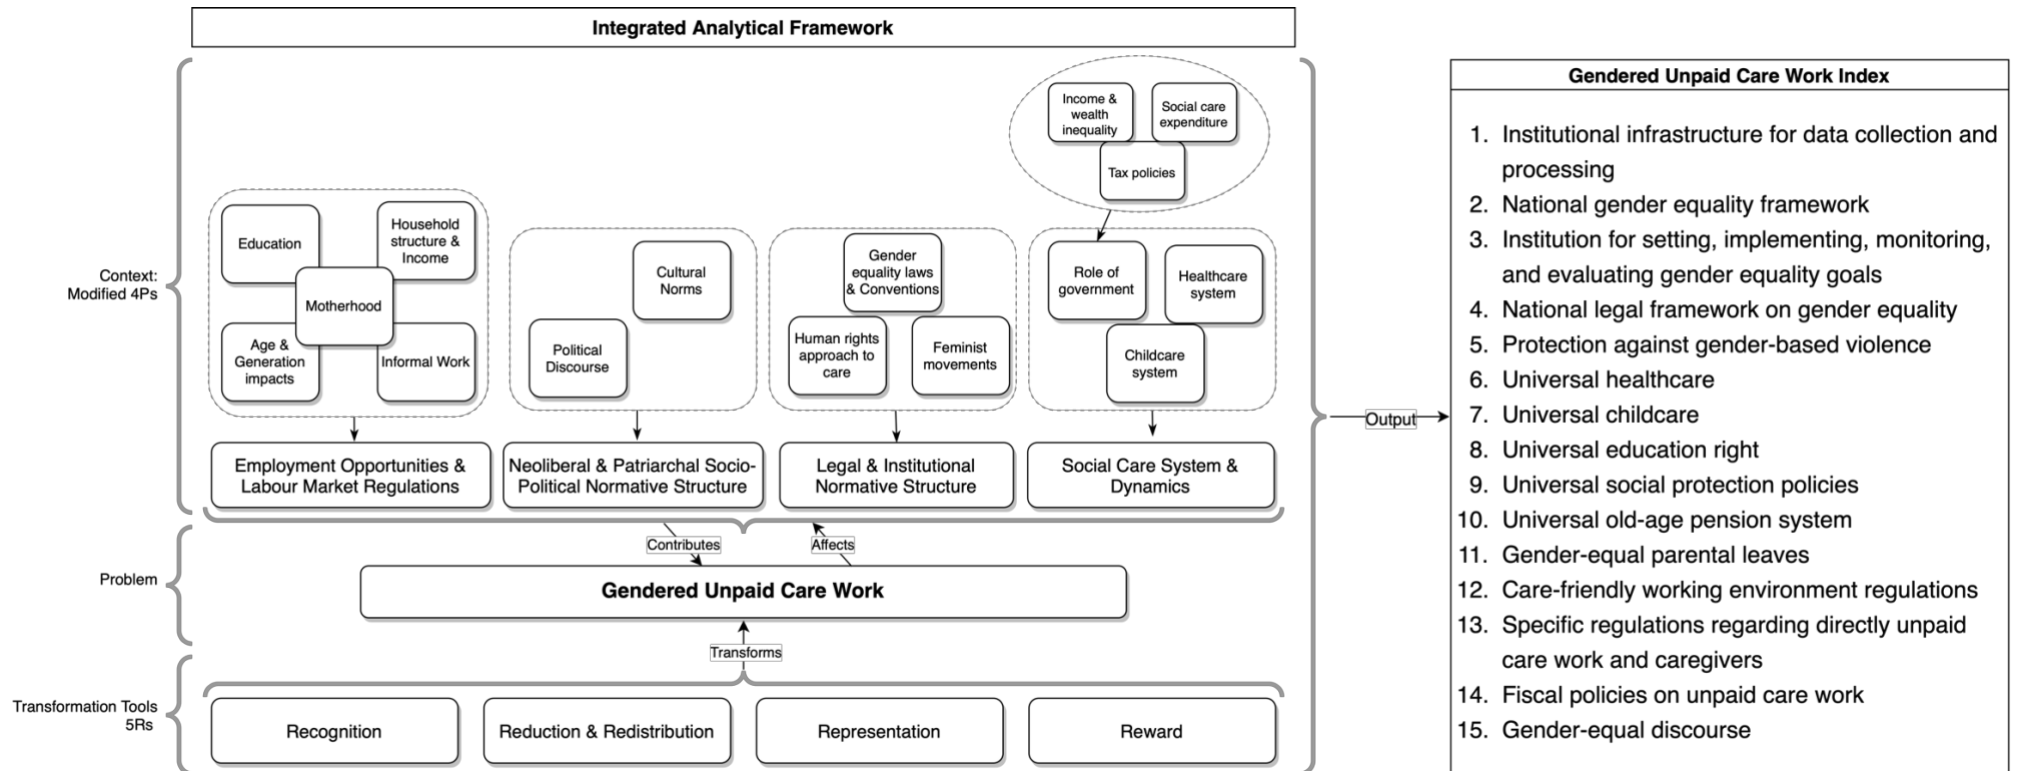 Integrated Analytical Framework
Context:
Modified 4Ps
Education
Household
structure &
Income
Motherhood
Age &
Generation
impacts
Informal Work
Cultural
Norms
Political
Discourse
Gender
equality laws
& Conventions
Human rights
approach to
care
Feminist
movements
Income &
wealth
inequality
Social care
expenditure
Tax policies
Role of
government
Healthcare
system
Childcare
system
Employment Opportunities &
Labour Market Regulations
Neoliberal & Patriarchal Socio-
Political Normative Structure
Legal & Institutional
Normative Structure
Social Care System &
Dynamics
Contributes
Affects
Problem
Gendered Unpaid Care Work
Transforms
Transformation Tools
5Rs
Recognition
Reduction & Redistribution
Representation
Reward
Output
Gendered Unpaid Care Work Index
1. Institutional infrastructure for data collection and
processing
2. National gender equality framework
3. Institution for setting, implementing, monitoring,
and evaluating gender equality goals
4. National legal framework on gender equality
5. Protection against gender-based violence
6. Universal healthcare
7. Universal childcare
8. Universal education right
9. Universal social protection policies
10. Universal old-age pension system
11. Gender-equal parental leaves
12. Care-friendly working environment regulations
13. Specific regulations regarding directly unpaid
care work and caregivers
14. Fiscal policies on unpaid care work
15. Gender-equal discourse